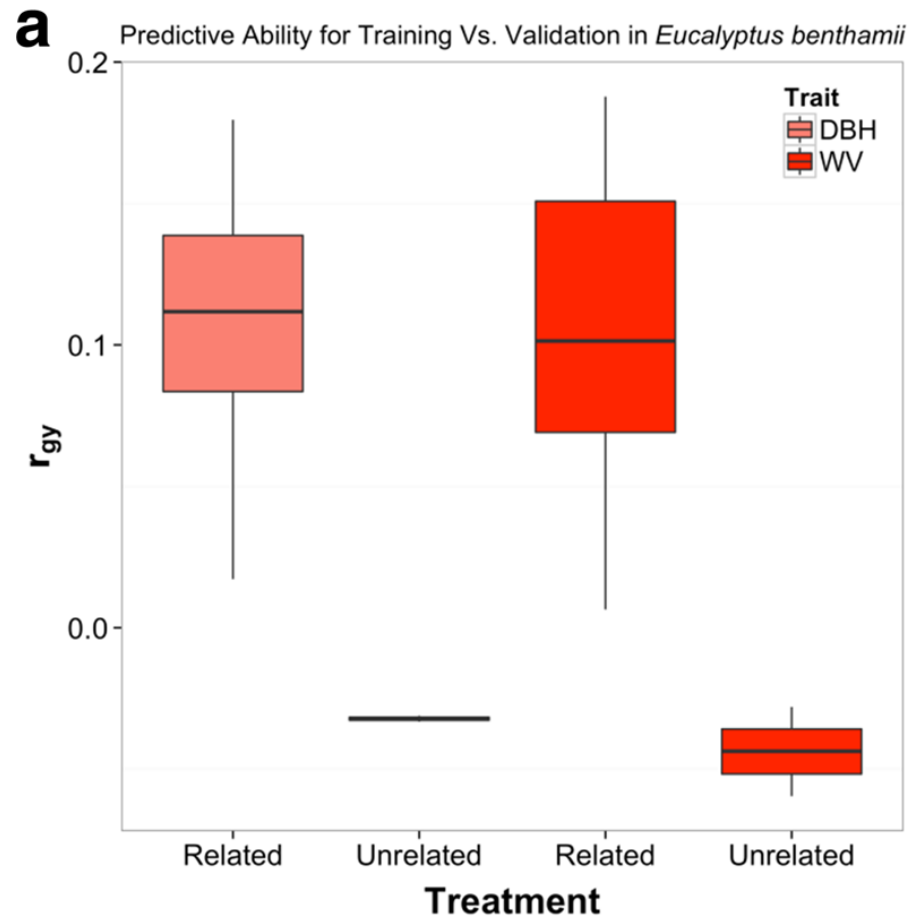 a
Predictive Ability for Training Vs. Validation in Eucalyptus benthamii
0.2
0.1
0.0
rgy
Trait
DBH
WV
Related
Unrelated
Related
Unrelated
Treatment